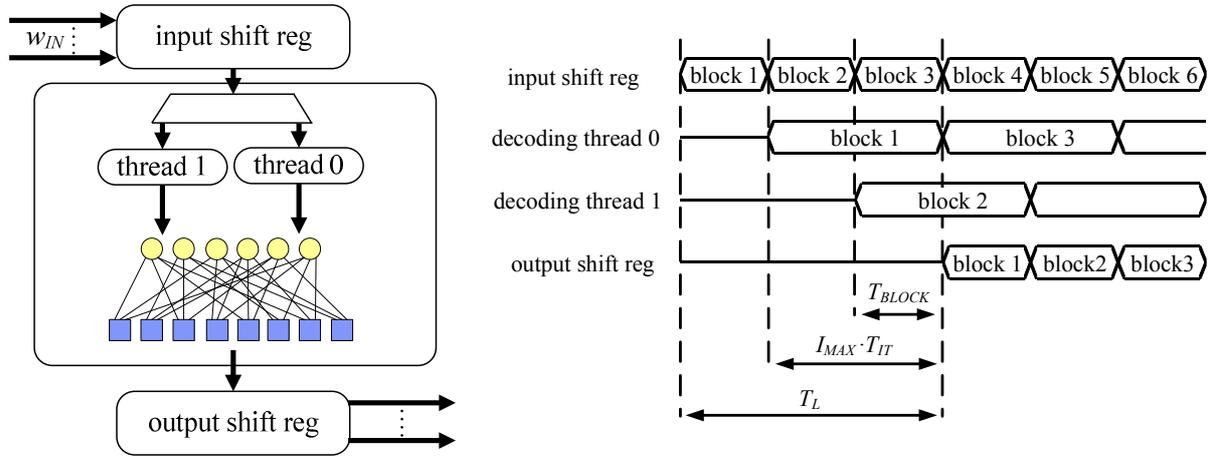 input shift reg
w_IN
thread 1
thread 0
output shift reg
input shift reg
block 1
block 2
block 3
block 4
block 5
block 6
decoding thread 0
block 1
block 3
decoding thread 1
block 2
output shift reg
block 1
block2
block3
T_BLOCK
I_MAX·T_IT
T_L